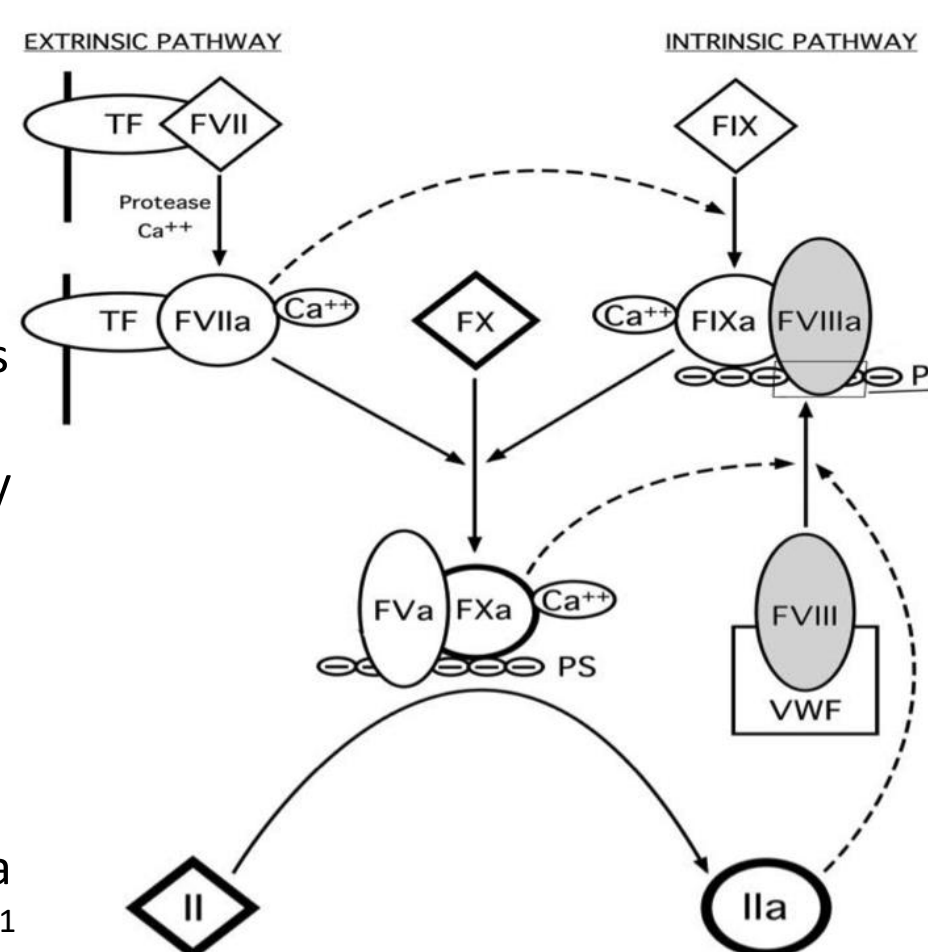 EXTRINSIC PATHWAY
INTRINSIC PATHWAY
TF
FVII
FIX
Protease
Ca++
TF
FVIIa
Ca++
FX
Ca++
FIXa
FVIIIa
s
P
y
FVa
FXa
Ca++
PS
FVIII
VWF
II
IIa
a
1